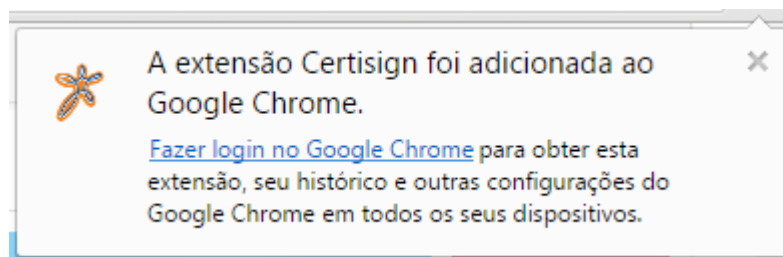 A extensão Certisign foi adicionada ao
Google Chrome.
Fazer login no Google Chrome para obter esta
extensão, seu histórico e outras configurações do
Google Chrome em todos os seus dispositivos.